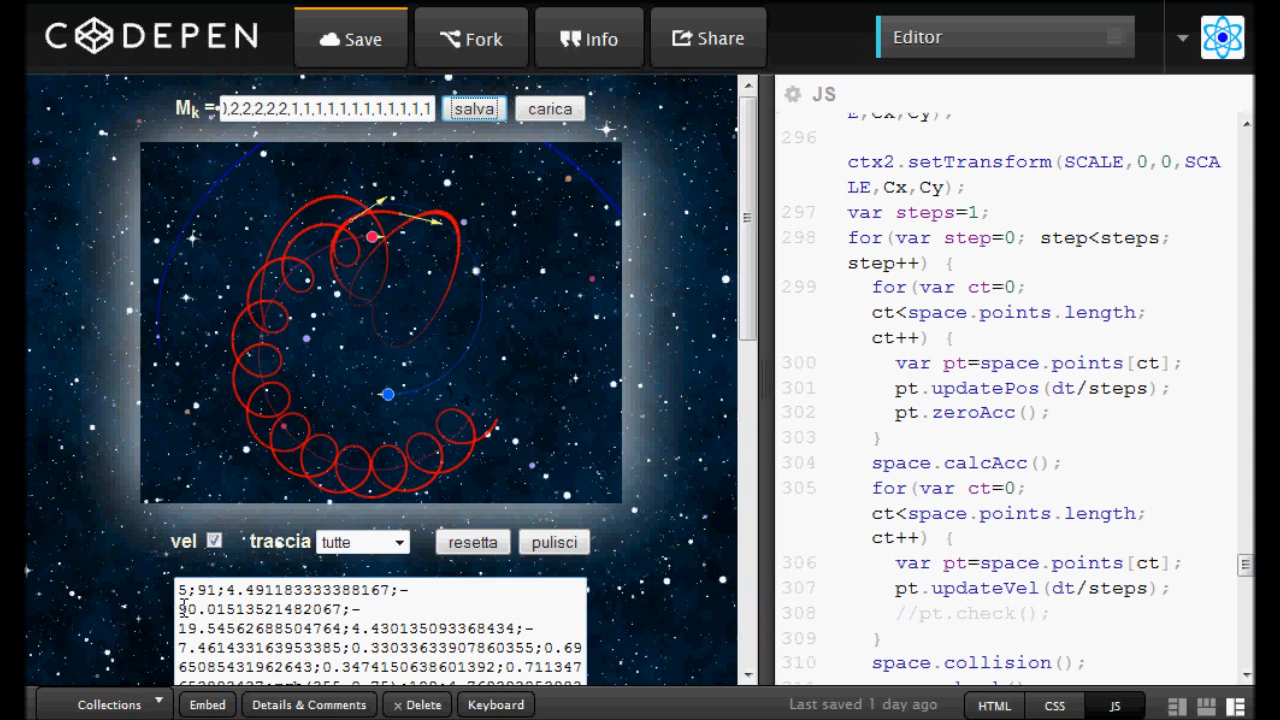 CODEPEN
Save
Fork
Info
Share
Editor
Mk = ,2,2,2,2,2,1,1,1,1,1,1,1,1,1,1,1,1
salva
carica
vel
traccia
tutte
resetta
pulisci
5;91;4.491183333388167;-
90.01513521482067;-
19.54562688504764;4.430135093368434;-
7.461433163953385;0.33033633907860355;0.69
65085431962643;0.3474150638601392;0.711347
JS
296
ctx2.setTransform(SCALE,0,0,SCA
LE,Cx,Cy);
297 var steps=1;
298 for(var step=0; step<steps;
step++) {
299 for(var ct=0;
ct<space.points.length;
ct++) {
300 var pt=space.points[ct];
301 pt.updatePos(dt/steps);
302 pt.zeroAcc();
303 }
304 space.calcAcc();
305 for(var ct=0;
ct<space.points.length;
ct++) {
306 var pt=space.points[ct];
307 pt.updateVel(dt/steps);
308 //pt.check();
309 }
310 space.collision();
Collections
Embed
Details & Comments
× Delete
Keyboard
Last saved 1 day ago
HTML
CSS
JS